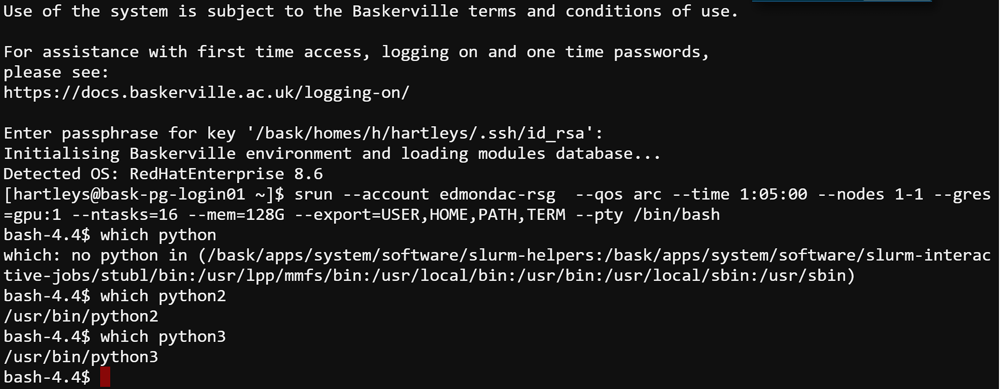 Use of the system is subject to the Baskerville terms and conditions of use.
For assistance with first time access, logging on and one time passwords,
please see:
https://docs.baskerville.ac.uk/logging-on/
Enter passphrase for key '/bask/homes/h/hartleys/.ssh/id_rsa':
Initialising Baskerville environment and loading modules database...
Detected OS: RedHatEnterprise 8.6
[hartleys@bask-pg-login01 ~]$ srun --account edmondac-rsg  --qos arc --time 1:05:00 --nodes 1-1 --gres
=gpu:1 --ntasks=16 --mem=128G --export=USER,HOME,PATH,TERM --pty /bin/bash
bash-4.4$ which python
which: no python in (/bask/apps/system/software/slurm-helpers:/bask/apps/system/software/slurm-interac
tive-jobs/stubl/bin:/usr/lpp/mmfs/bin:/usr/local/bin:/usr/bin:/usr/local/sbin:/usr/sbin)
bash-4.4$ which python2
/usr/bin/python2
bash-4.4$ which python3
/usr/bin/python3
bash-4.4$